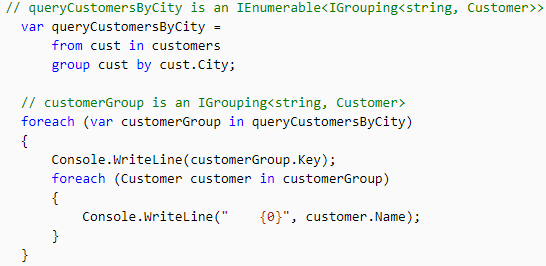 // queryCustomersByCity is an IEnumerable<IGrouping<string, Customer>>
  var queryCustomersByCity =
      from cust in customers
      group cust by cust.City;

  // customerGroup is an IGrouping<string, Customer>
  foreach (var customerGroup in queryCustomersByCity)
  {
      Console.WriteLine(customerGroup.Key);
      foreach (Customer customer in customerGroup)
      {
          Console.WriteLine("    {0}", customer.Name);
      }
  }